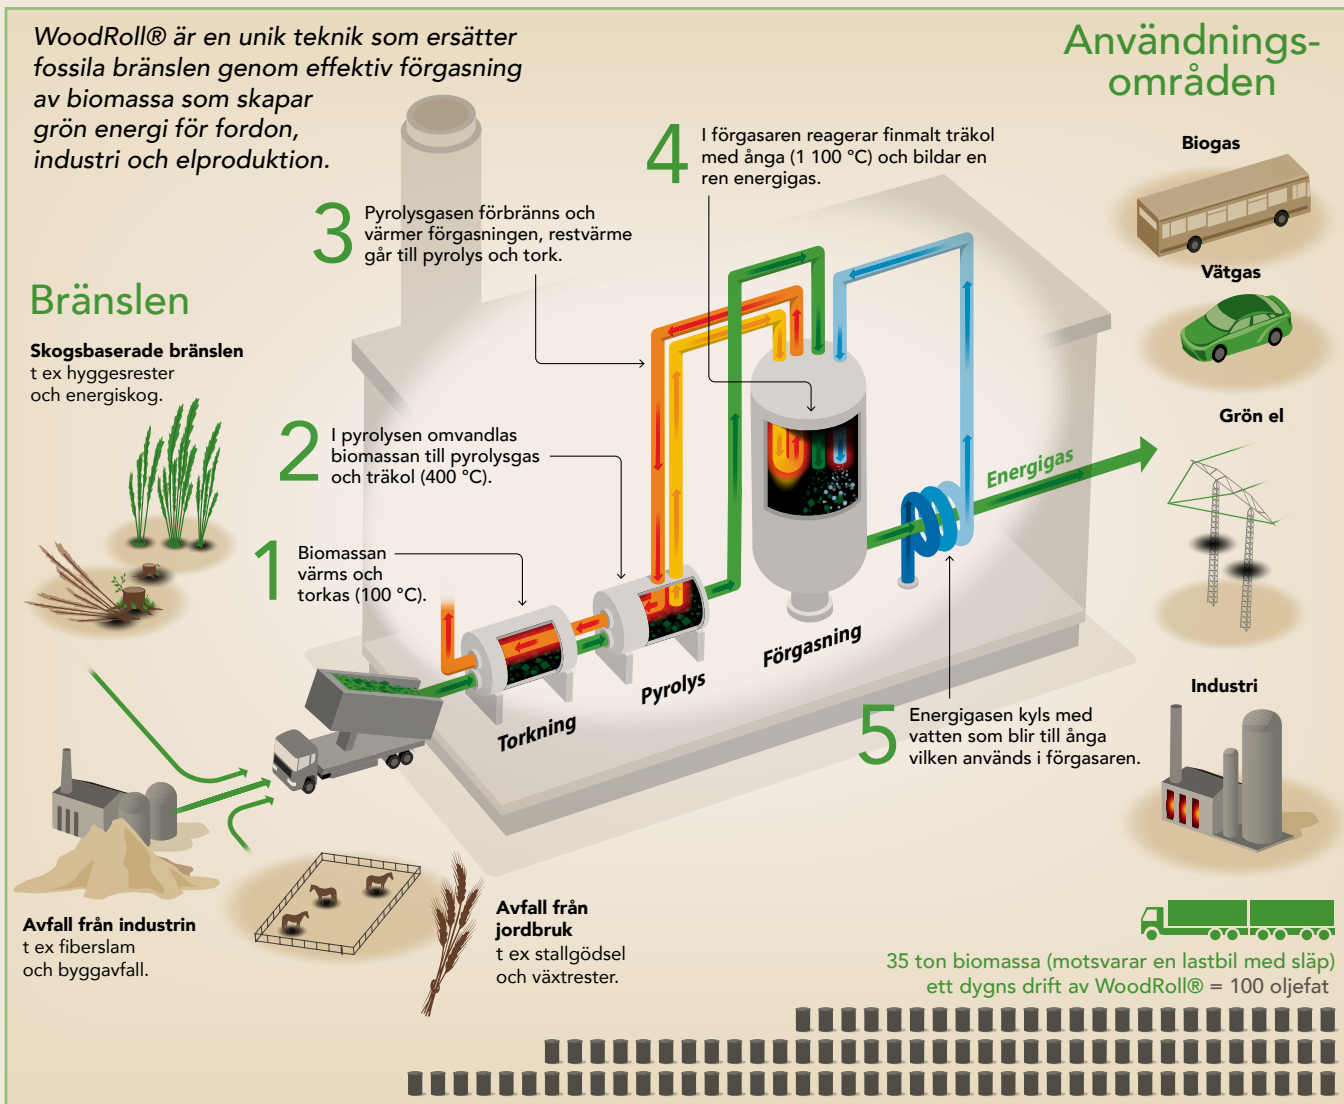 WoodRoll® är en unik teknik som ersätter
fossila bränslen genom effektiv förgasning
av biomassa som skapar
grön energi för fordon,
industri och elproduktion.
Användnings-
områden
Biogas
Vätgas
Grön el
Industri
Bränslen
Skogsbaserade bränslen
t ex hyggesrester
och energiskog.
4
I förgasaren reagerar finmalt träkol
med ånga (1 100 °C) och bildar en
ren energigas.
3
Pyrolysgasen förbränns och
värmer förgasningen, restvärme
går till pyrolys och tork.
2
I pyrolysen omvandlas
biomassan till pyrolysgas
och träkol (400 °C).
1
Biomassan
värms och
torkas (100 °C).
Energigas
Torkning
Pyrolys
Förgasning
5
Energigasen kyls med
vatten som blir till ånga
vilken används i förgasaren.
Avfall från industrin
t ex fiberslam
och byggavfall.
Avfall från
jordbruk
t ex stallgödsel
och växtrester.
35 ton biomassa (motsvarar en lastbil med släp)
ett dygns drift av WoodRoll® = 100 oljefat